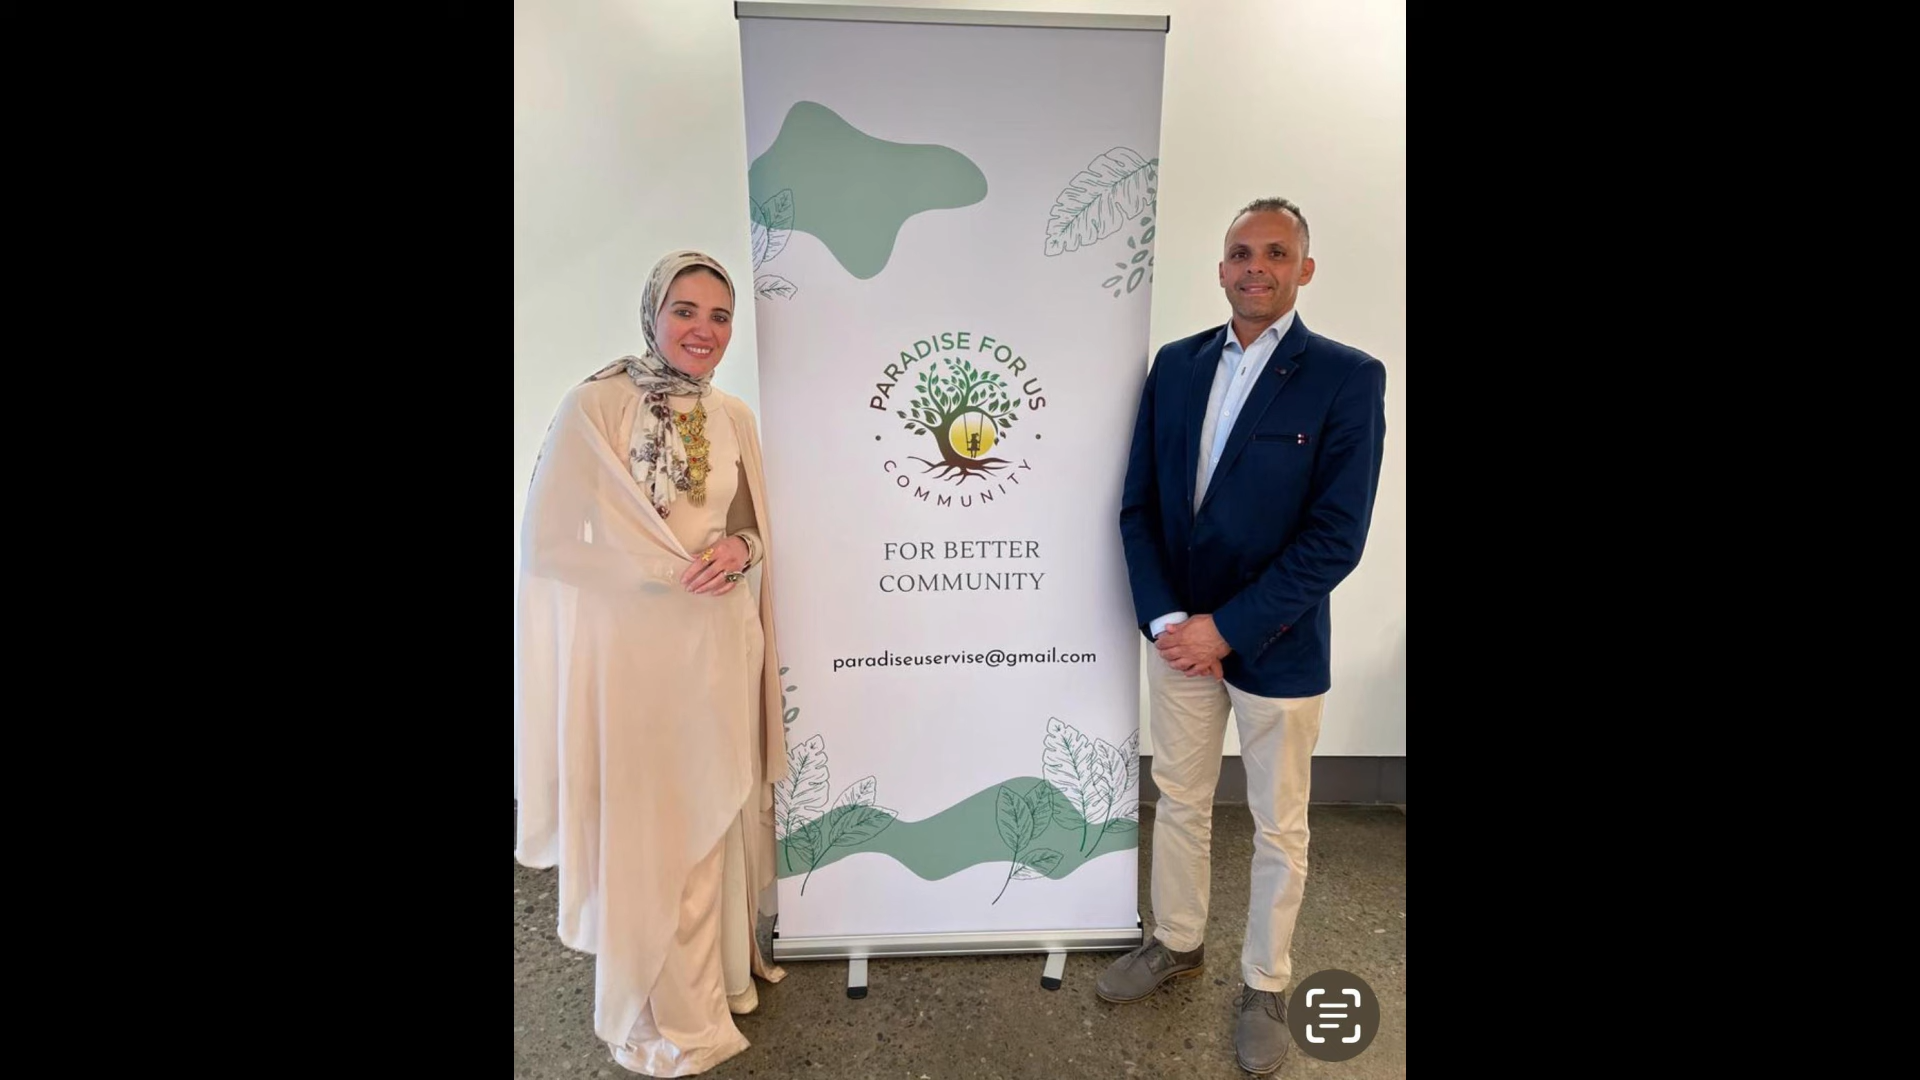 PARADISE FOR US
COMMUNITY
FOR BETTER
COMMUNITY
paradiseuservise@gmail.com